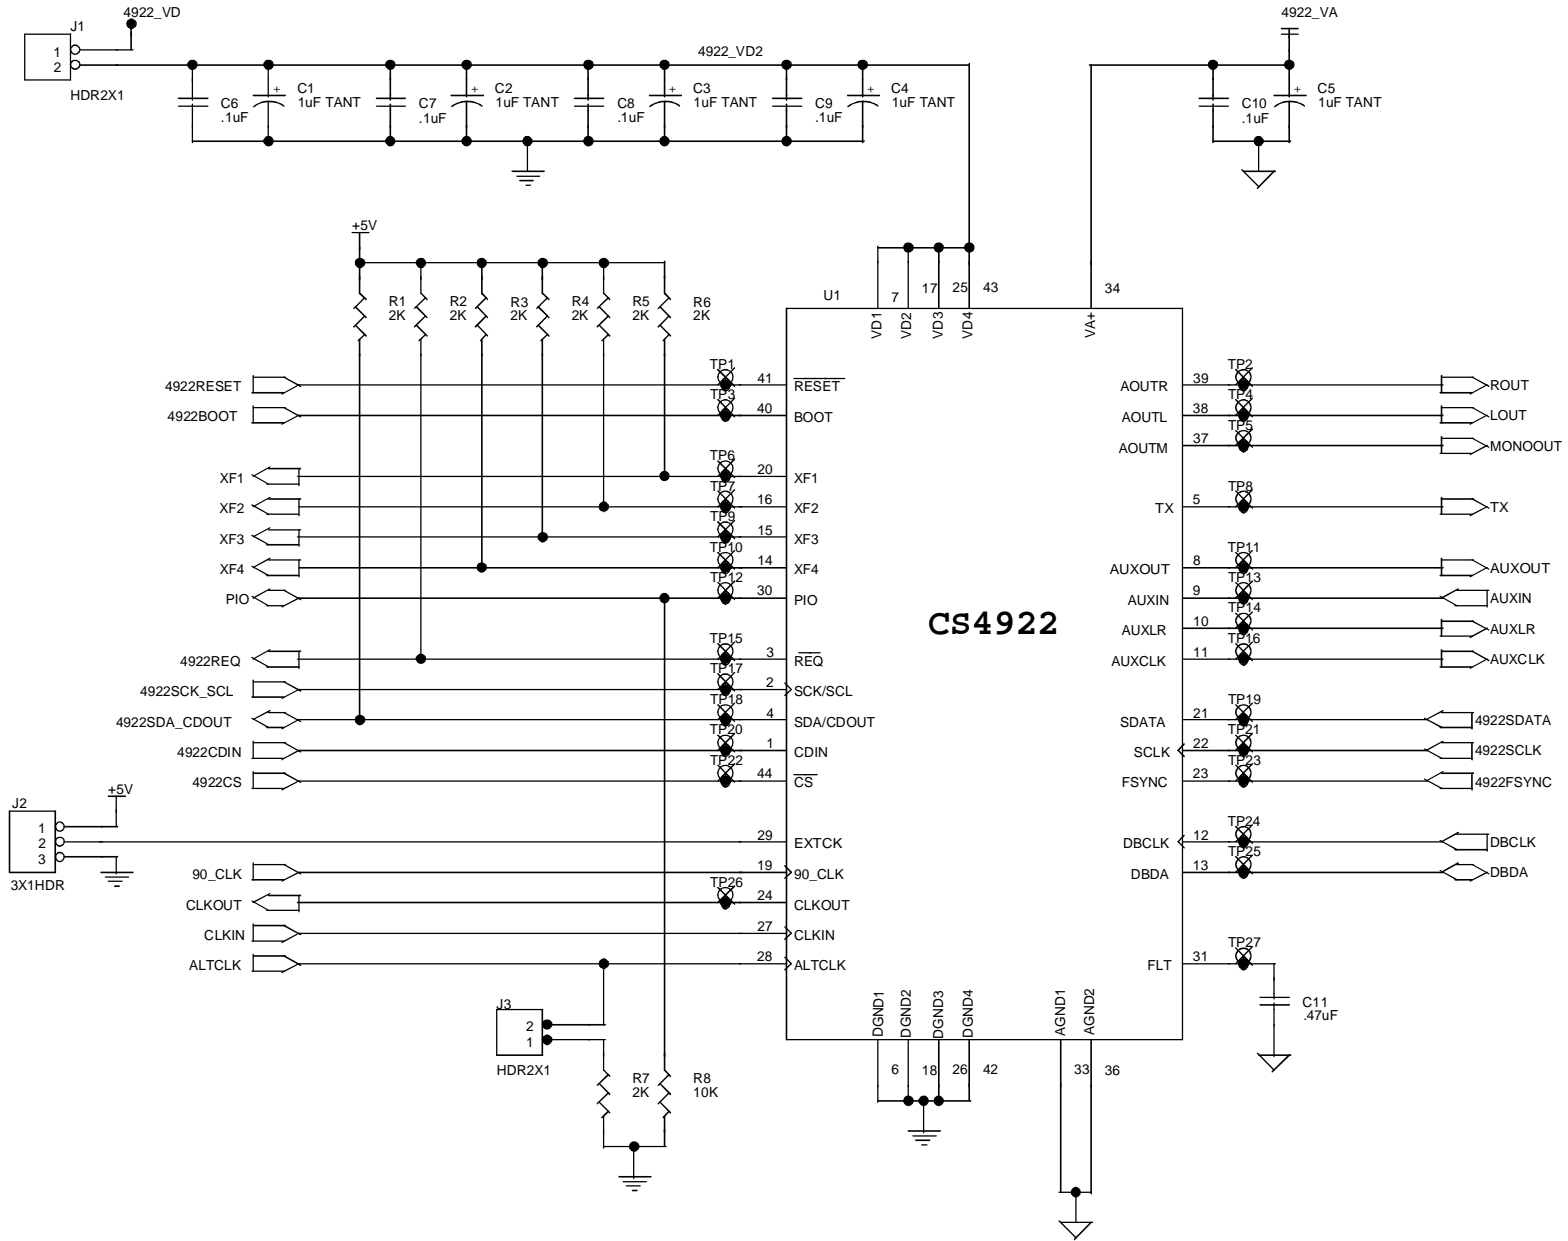 4922_VD
4922_VA
J1
1
2
HDR2X1
4922_VD2
C6
.1uF
+
C1
1uF TANT
C7
.1uF
+
C2
1uF TANT
C8
.1uF
+
C3
1uF TANT
C9
.1uF
+
C4
1uF TANT
C10
.1uF
+
C5
1uF TANT
+5V
R1
2K
R2
2K
R3
2K
R4
2K
R5
2K
R6
2K
U1
7
17
25
43
34
VD1
VD2
VD3
VD4
VA+
4922RESET
TP1
41
RESET
4922BOOT
TP3
40
BOOT
XF1
TP6
20
XF1
XF2
TP7
16
XF2
XF3
TP9
15
XF3
XF4
TP10
14
XF4
PIO
TP12
30
PIO
4922REQ
TP15
3
REQ
4922SCK_SCL
TP17
2
SCK/SCL
4922SDA_CDOUT
TP18
4
SDA/CDOUT
4922CDIN
TP20
1
CDIN
4922CS
TP22
44
CS
J2
+5V
1
2
3
3X1HDR
29
EXTCK
90_CLK
19
90_CLK
CLKOUT
TP26
24
CLKOUT
CLKIN
27
CLKIN
ALTCLK
28
ALTCLK
CS4922
AOUTR
39
TP2
ROUT
AOUTL
38
TP4
LOUT
AOUTM
37
TP5
MONOOUT
TX
5
TP8
TX
AUXOUT
8
TP11
AUXOUT
AUXIN
9
TP13
AUXIN
AUXLR
10
TP14
AUXLR
AUXCLK
11
TP16
AUXCLK
SDATA
21
TP19
4922SDATA
SCLK
22
TP21
4922SCLK
FSYNC
23
TP23
4922FSYNC
DBCLK
12
TP24
DBCLK
DBDA
13
TP25
DBDA
FLT
31
TP27
C11
.47uF
J3
2
1
HDR2X1
R7
2K
R8
10K
DGND1
DGND2
DGND3
DGND4
AGND1
AGND2
6
18
26
42
33
36